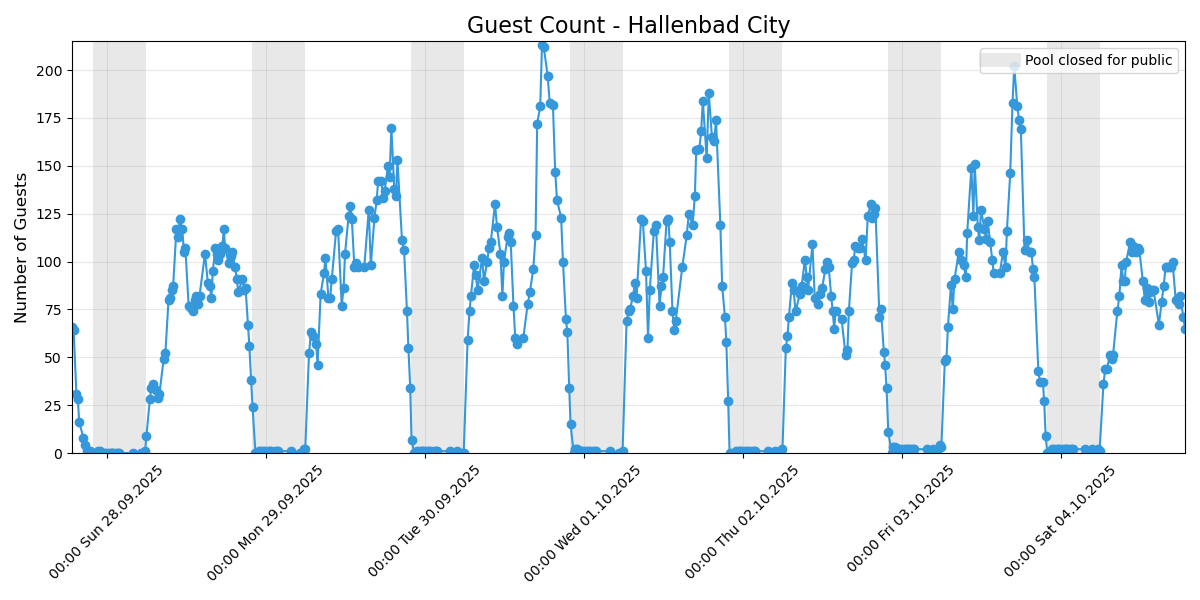 Guest Count - Hallenbad City
Pool closed for public
Number of Guests
200
175
150
125
100
75
50
25
0
00:00 Sun 28.09.2025
00:00 Mon 29.09.2025
00:00 Tue 30.09.2025
00:00 Wed 01.10.2025
00:00 Thu 02.10.2025
00:00 Fri 03.10.2025
00:00 Sat 04.10.2025